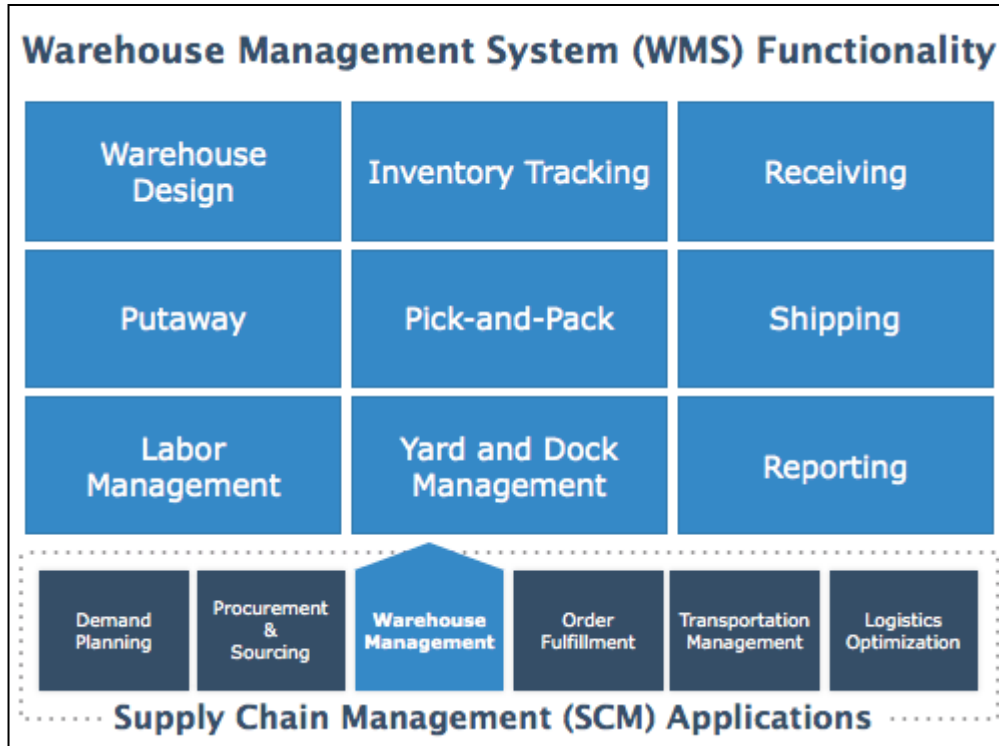 Warehouse Management System (WMS) Functionality
Warehouse
Design
Inventory Tracking
Receiving
Putaway
Pick-and-Pack
Shipping
Labor
Management
Yard and Dock
Management
Reporting
Demand
Planning
Procurement
&
Sourcing
Warehouse
Management
Order
Fulfillment
Transportation
Management
Logistics
Optimization
Supply Chain Management (SCM) Applications